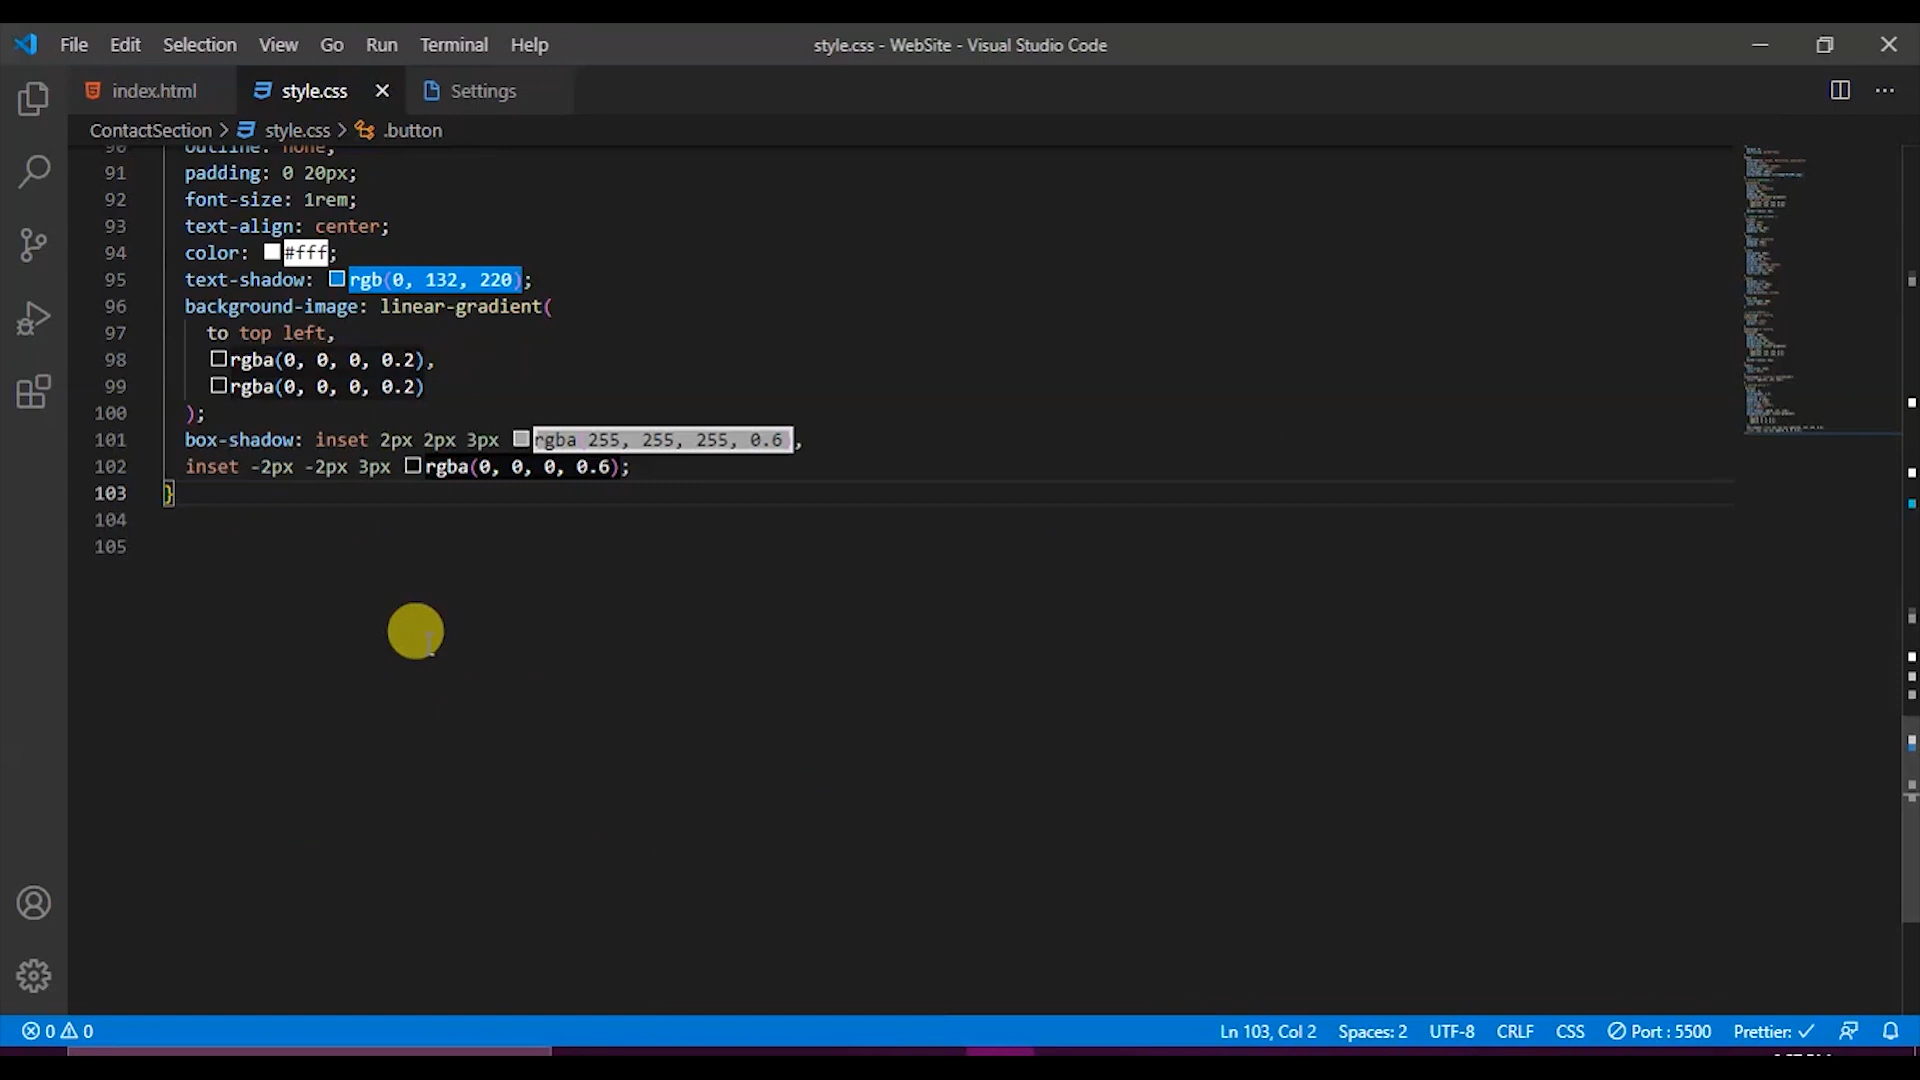 File Edit Selection View Go Run Terminal Help
style.css - WebSite - Visual Studio Code
index.html style.css Settings
ContactSection > style.css > .button
90 outline: none;
91 padding: 0 20px;
92 font-size: 1rem;
93 text-align: center;
94 color: #fff;
95 text-shadow: rgb(0, 132, 220);
96 background-image: linear-gradient(
97 to top left,
98 rgba(0, 0, 0, 0.2),
99 rgba(0, 0, 0, 0.2)
100 );
101 box-shadow: inset 2px 2px 3px rgba(255, 255, 255, 0.6),
102 inset -2px -2px 3px rgba(0, 0, 0, 0.6);
103 }
104
105
0 0 Ln 103, Col 2 Spaces: 2 UTF-8 CRLF CSS Port : 5500 Prettier: ✓